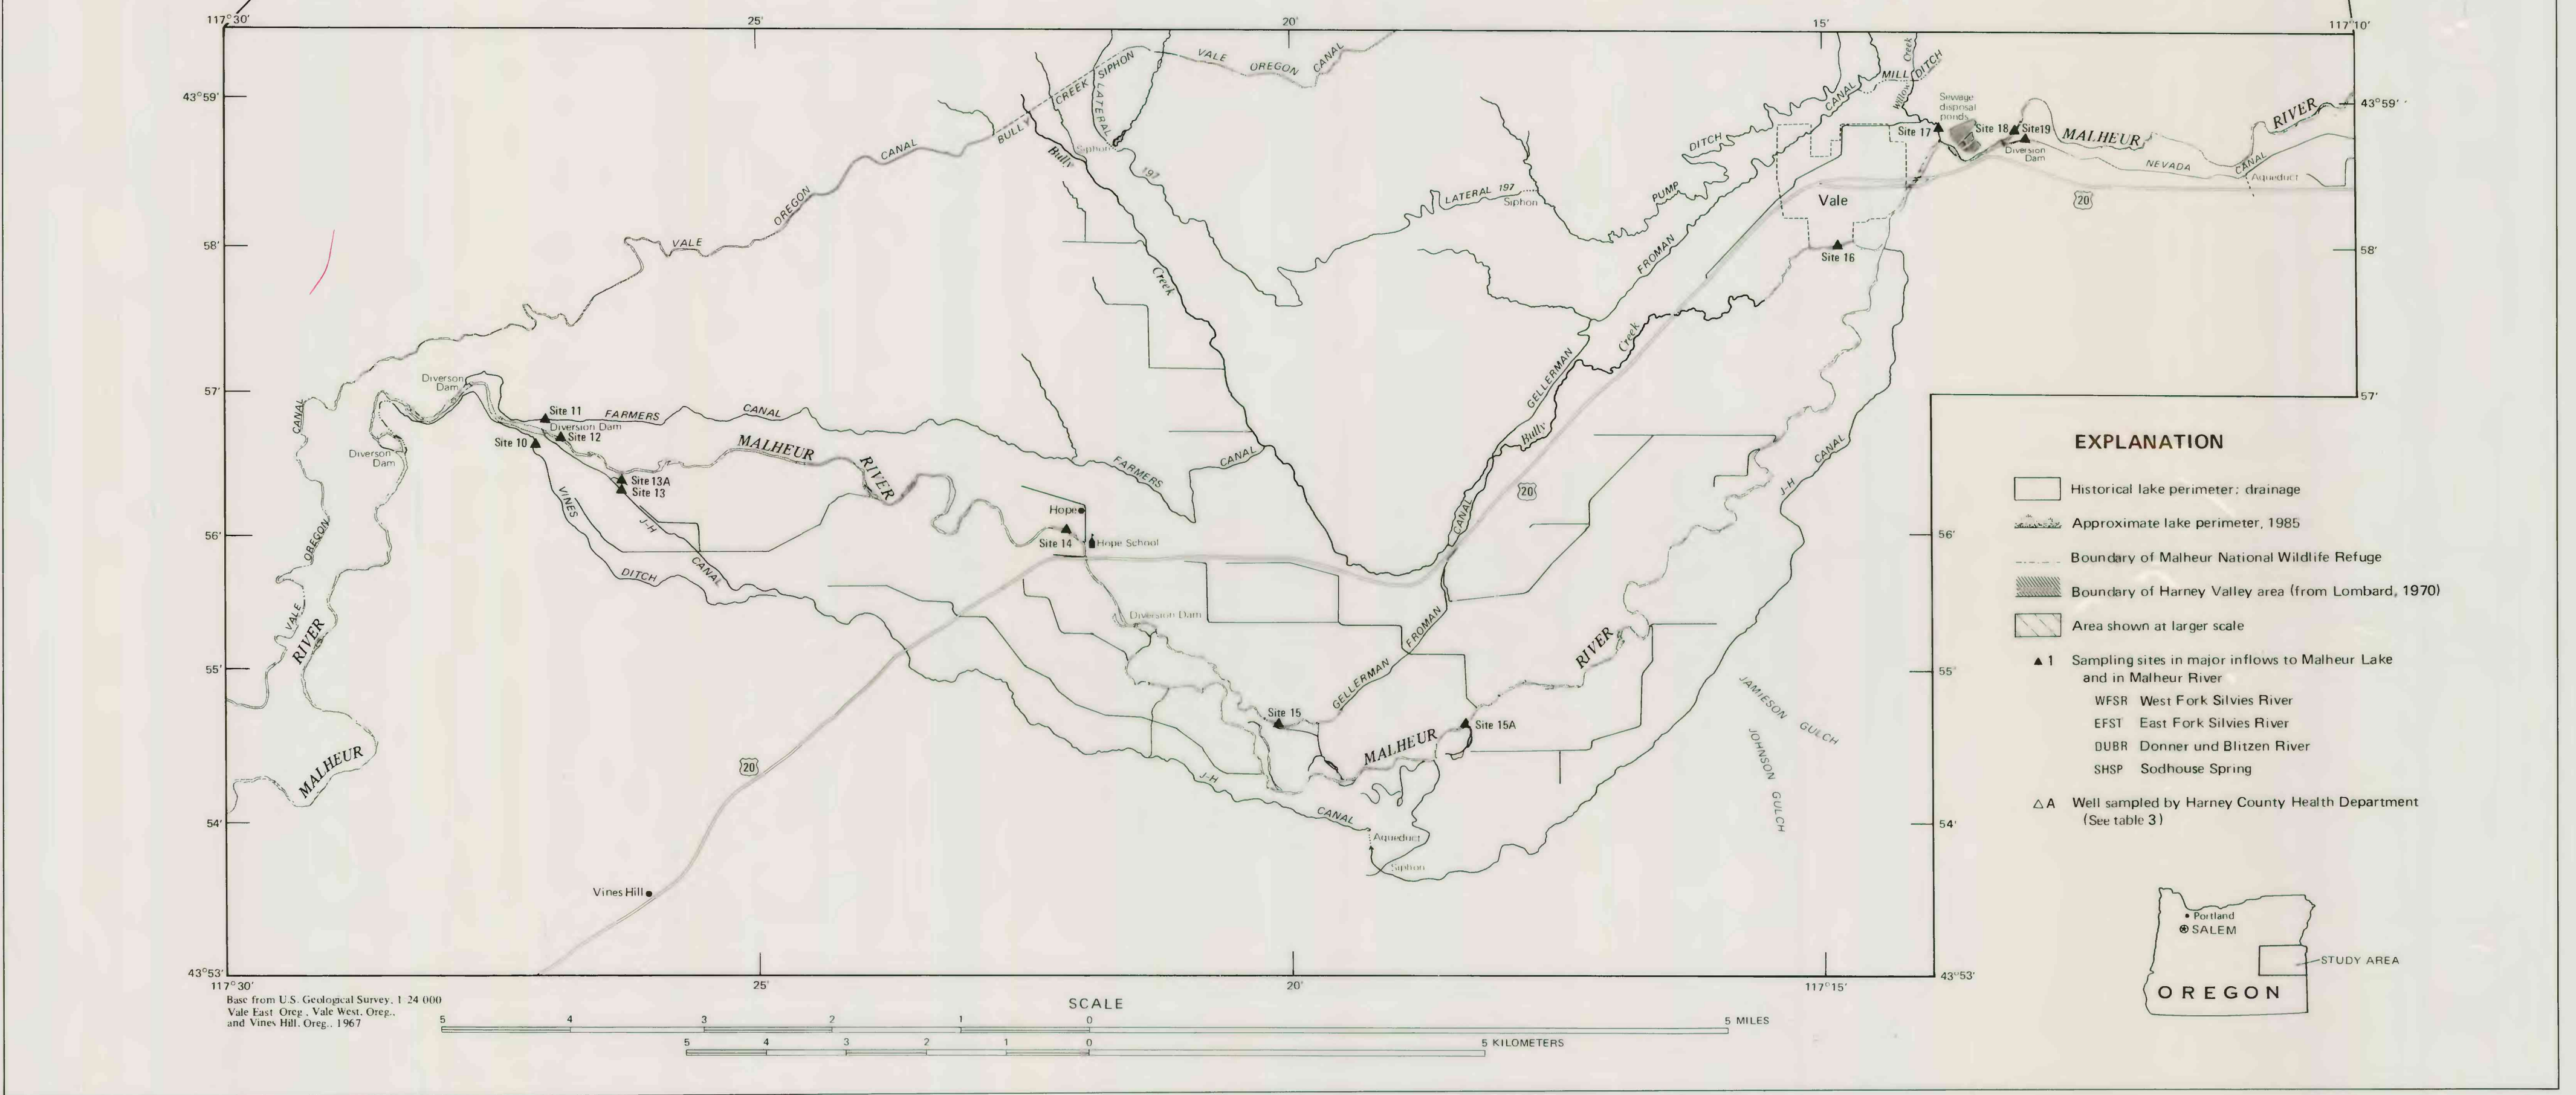 117°30'
25'
20'
15'
117°10'
43°59'
58'
57'
56'
55'
54'
43°53'
43°59'
58'
57'
56'
55'
54'
43°53'
117°30'
25'
20'
117°15'
VALE OREGON CANAL
BULLY CREEK SIPHON
LATERAL
Siphon
197
Bully Creek
VALE OREGON CANAL
LATERAL 197
Siphon
PUMP DITCH
FROMAN CANAL
MILL DITCH
Willow Creek
Sewage
disposal
ponds
Site 17
Site 18
Site19
Diversion
Dam
MALHEUR RIVER
NEVADA CANAL
Aqueduct
20
Vale
Site 16
Diverson
Dam
Site 11
FARMERS CANAL
Diversion Dam
Site 12
Site 10
Diverson
Dam
CANAL
OREGON
VALE
RIVER
MALHEUR
MALHEUR RIVER
Site 13A
Site 13
VINES DITCH
J-H CANAL
FARMERS CANAL
Hope
Site 14
Hope School
Diversion Dam
GELLERMAN
Bully Creek
CANAL
20
FROMAN
GELLERMAN
J-H CANAL
RIVER
Site 15
Site 15A
MALHEUR
JAMIESON GULCH
JOHNSON GULCH
20
J-H CANAL
Aqueduct
Siphon
Vines Hill
EXPLANATION
Historical lake perimeter; drainage
Approximate lake perimeter, 1985
Boundary of Malheur National Wildlife Refuge
Boundary of Harney Valley area (from Lombard, 1970)
Area shown at larger scale
1 Sampling sites in major inflows to Malheur Lake
and in Malheur River
WFSR West Fork Silvies River
EFST East Fork Silvies River
DUBR Donner und Blitzen River
SHSP Sodhouse Spring
A Well sampled by Harney County Health Department
(See table 3)
Portland
SALEM
STUDY AREA
OREGON
Base from U.S. Geological Survey, 1 24 000
Vale East Oreg., Vale West, Oreg.,
and Vines Hill, Oreg., 1967
SCALE
5 4 3 2 1 0 5 MILES
5 4 3 2 1 0 5 KILOMETERS